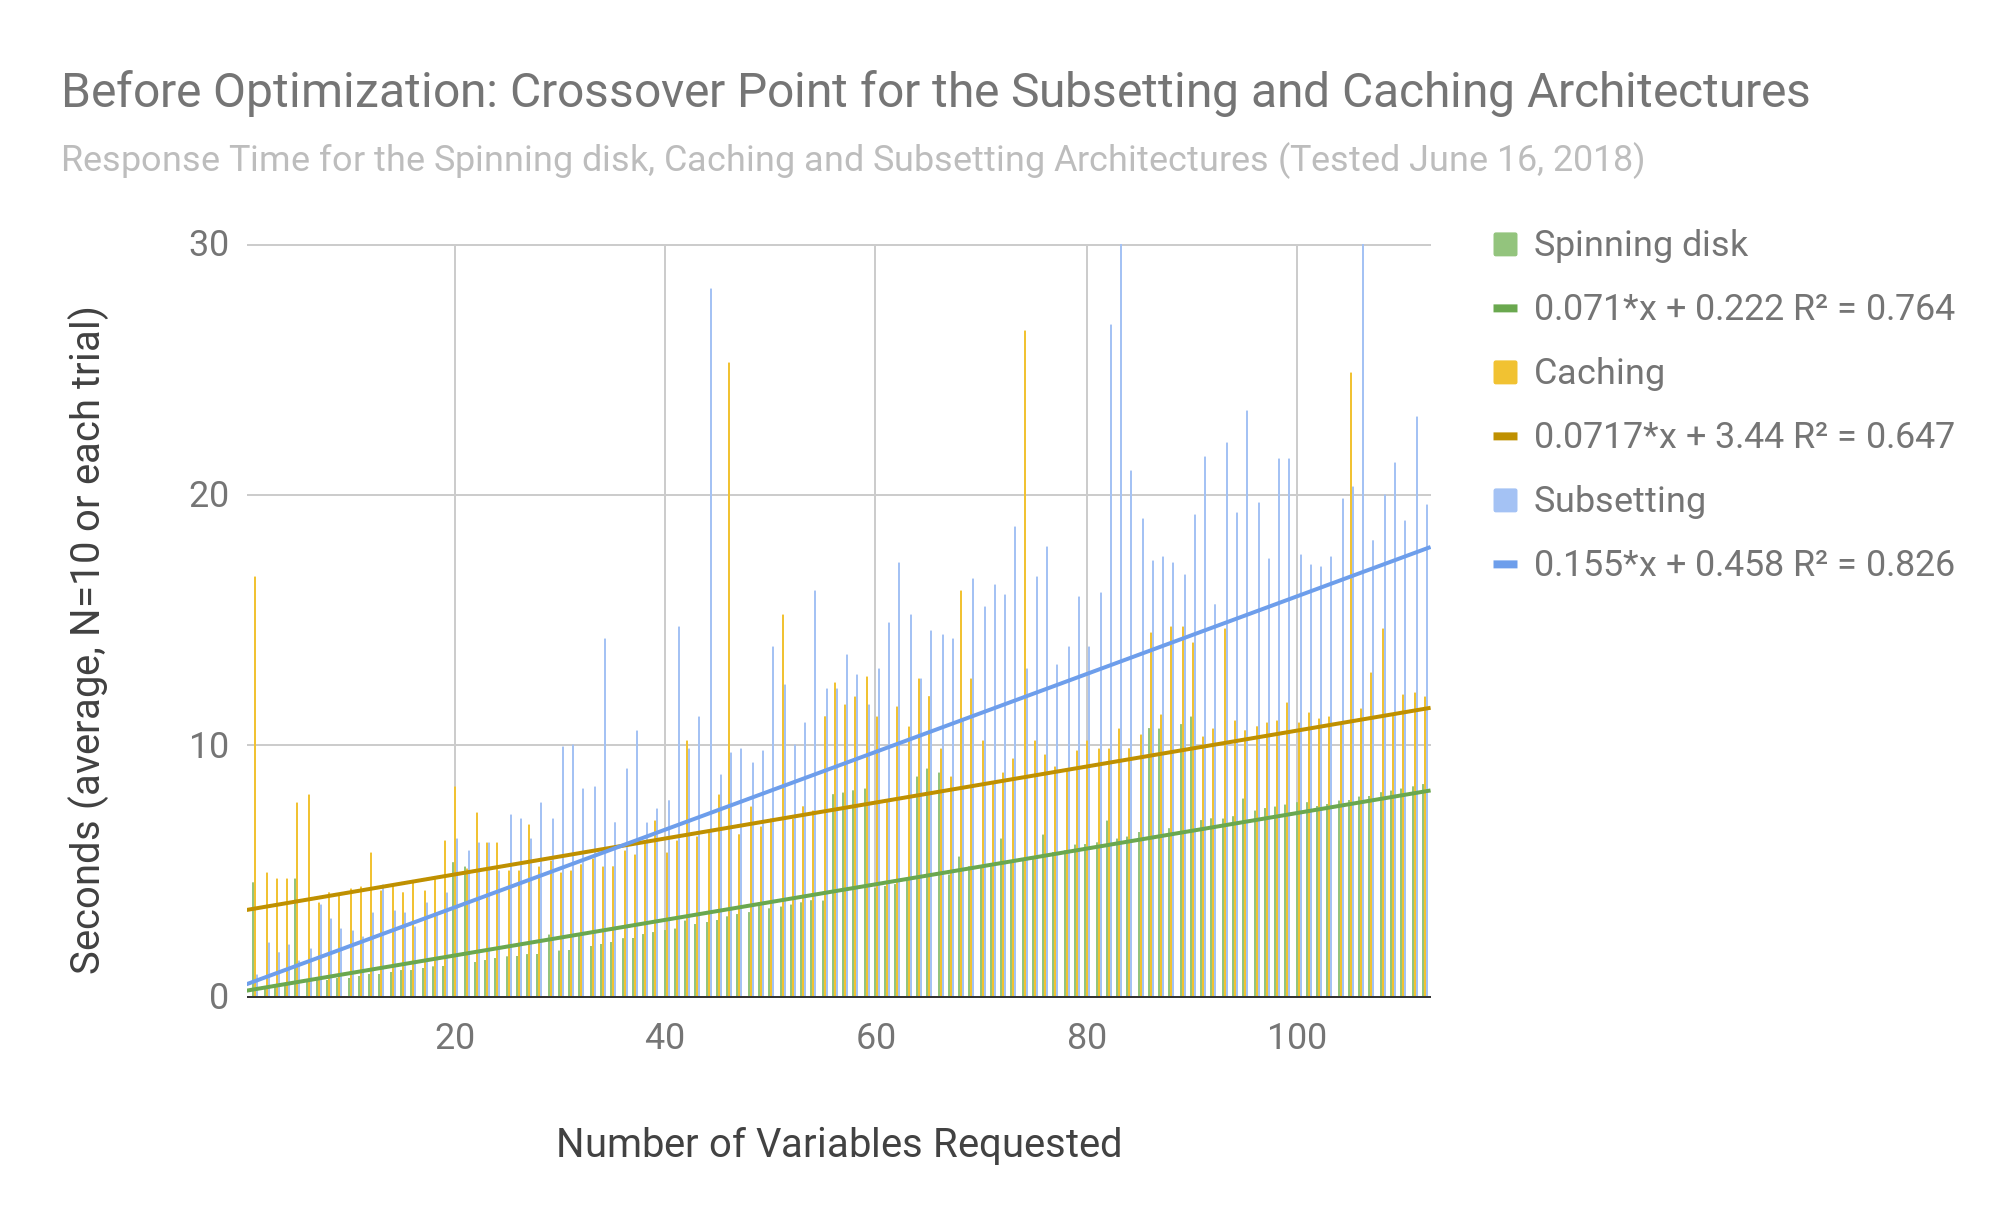 Before Optimization: Crossover Point for the Subsetting and Caching Architectures
Response Time for the Spinning disk, Caching and Subsetting Architectures (Tested June 16, 2018)
Seconds (average, N=10 or each trial)
30
20
10
0
20
40
60
80
100
Number of Variables Requested
Spinning disk
0.071*x + 0.222 R² = 0.764
Caching
0.0717*x + 3.44 R² = 0.647
Subsetting
0.155*x + 0.458 R² = 0.826